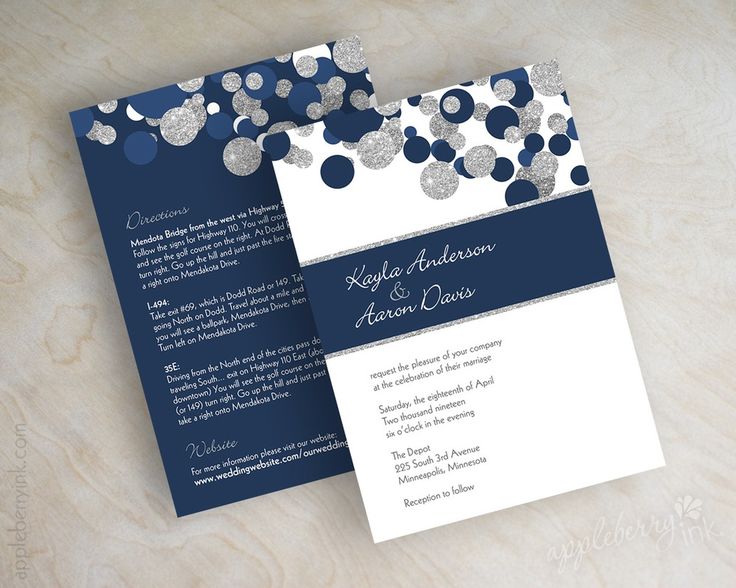 Directions
Mendota Bridge from the west via Highway
Follow the signs for Highway 110. You will cross
and see the golf course on the right. At Dodd
turn right. Go up the hill and just past the fire
a right onto Mendakota Drive.
I-494:
Take exit #69, which is Dodd Road or 149. Take
going North on Dodd. Travel about a mile and
you will see a ballpark, Mendakota Drive, then
Turn left on Mendakota Drive.
35E:
Driving from the North end of the cities pass
traveling South... exit on Highway 110 East
downtown) You will see the golf course on the
(or 149) turn right. Go up the hill and just past
take a right onto Mendakota Drive.
Website
For more information please visit our website:
www.weddingwebsite.com/ourwedding
Kayla Anderson
&
Aaron Davis
request the pleasure of your company
at the celebration of their marriage
Saturday, the eighteenth of April
Two thousand nineteen
six o'clock in the evening
The Depot
225 South 3rd Avenue
Minneapolis, Minnesota
Reception to follow
appleberryink.com
appleberry ink.